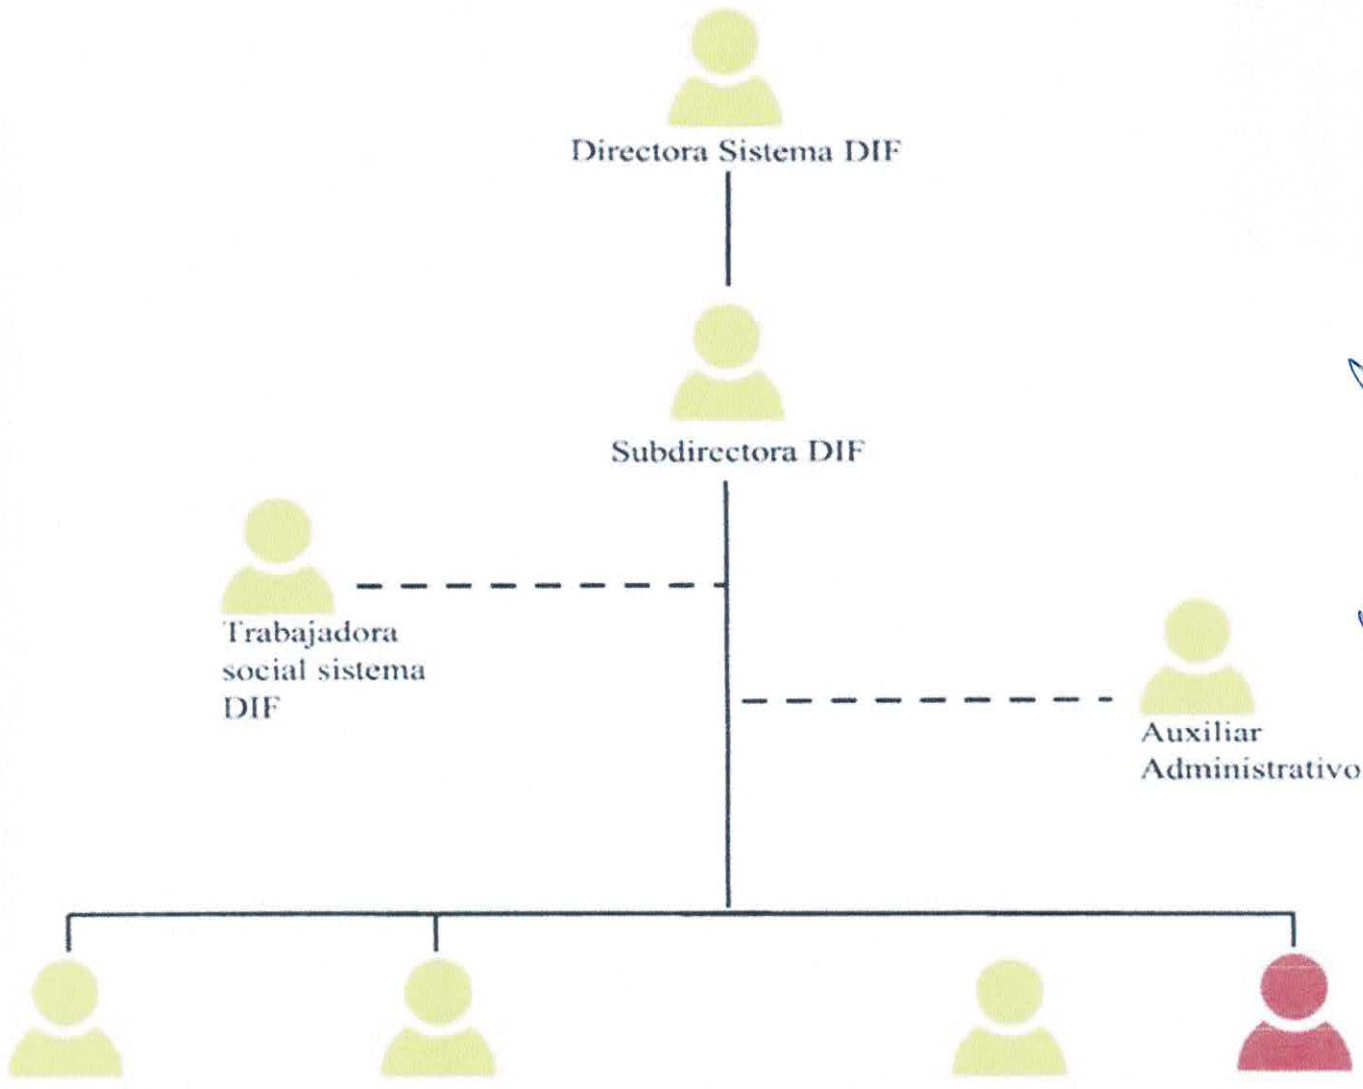 Directora Sistema DIF
Subdirectora DIF
Trabajadora
social sistema
DIF
Auxiliar
Administrativo